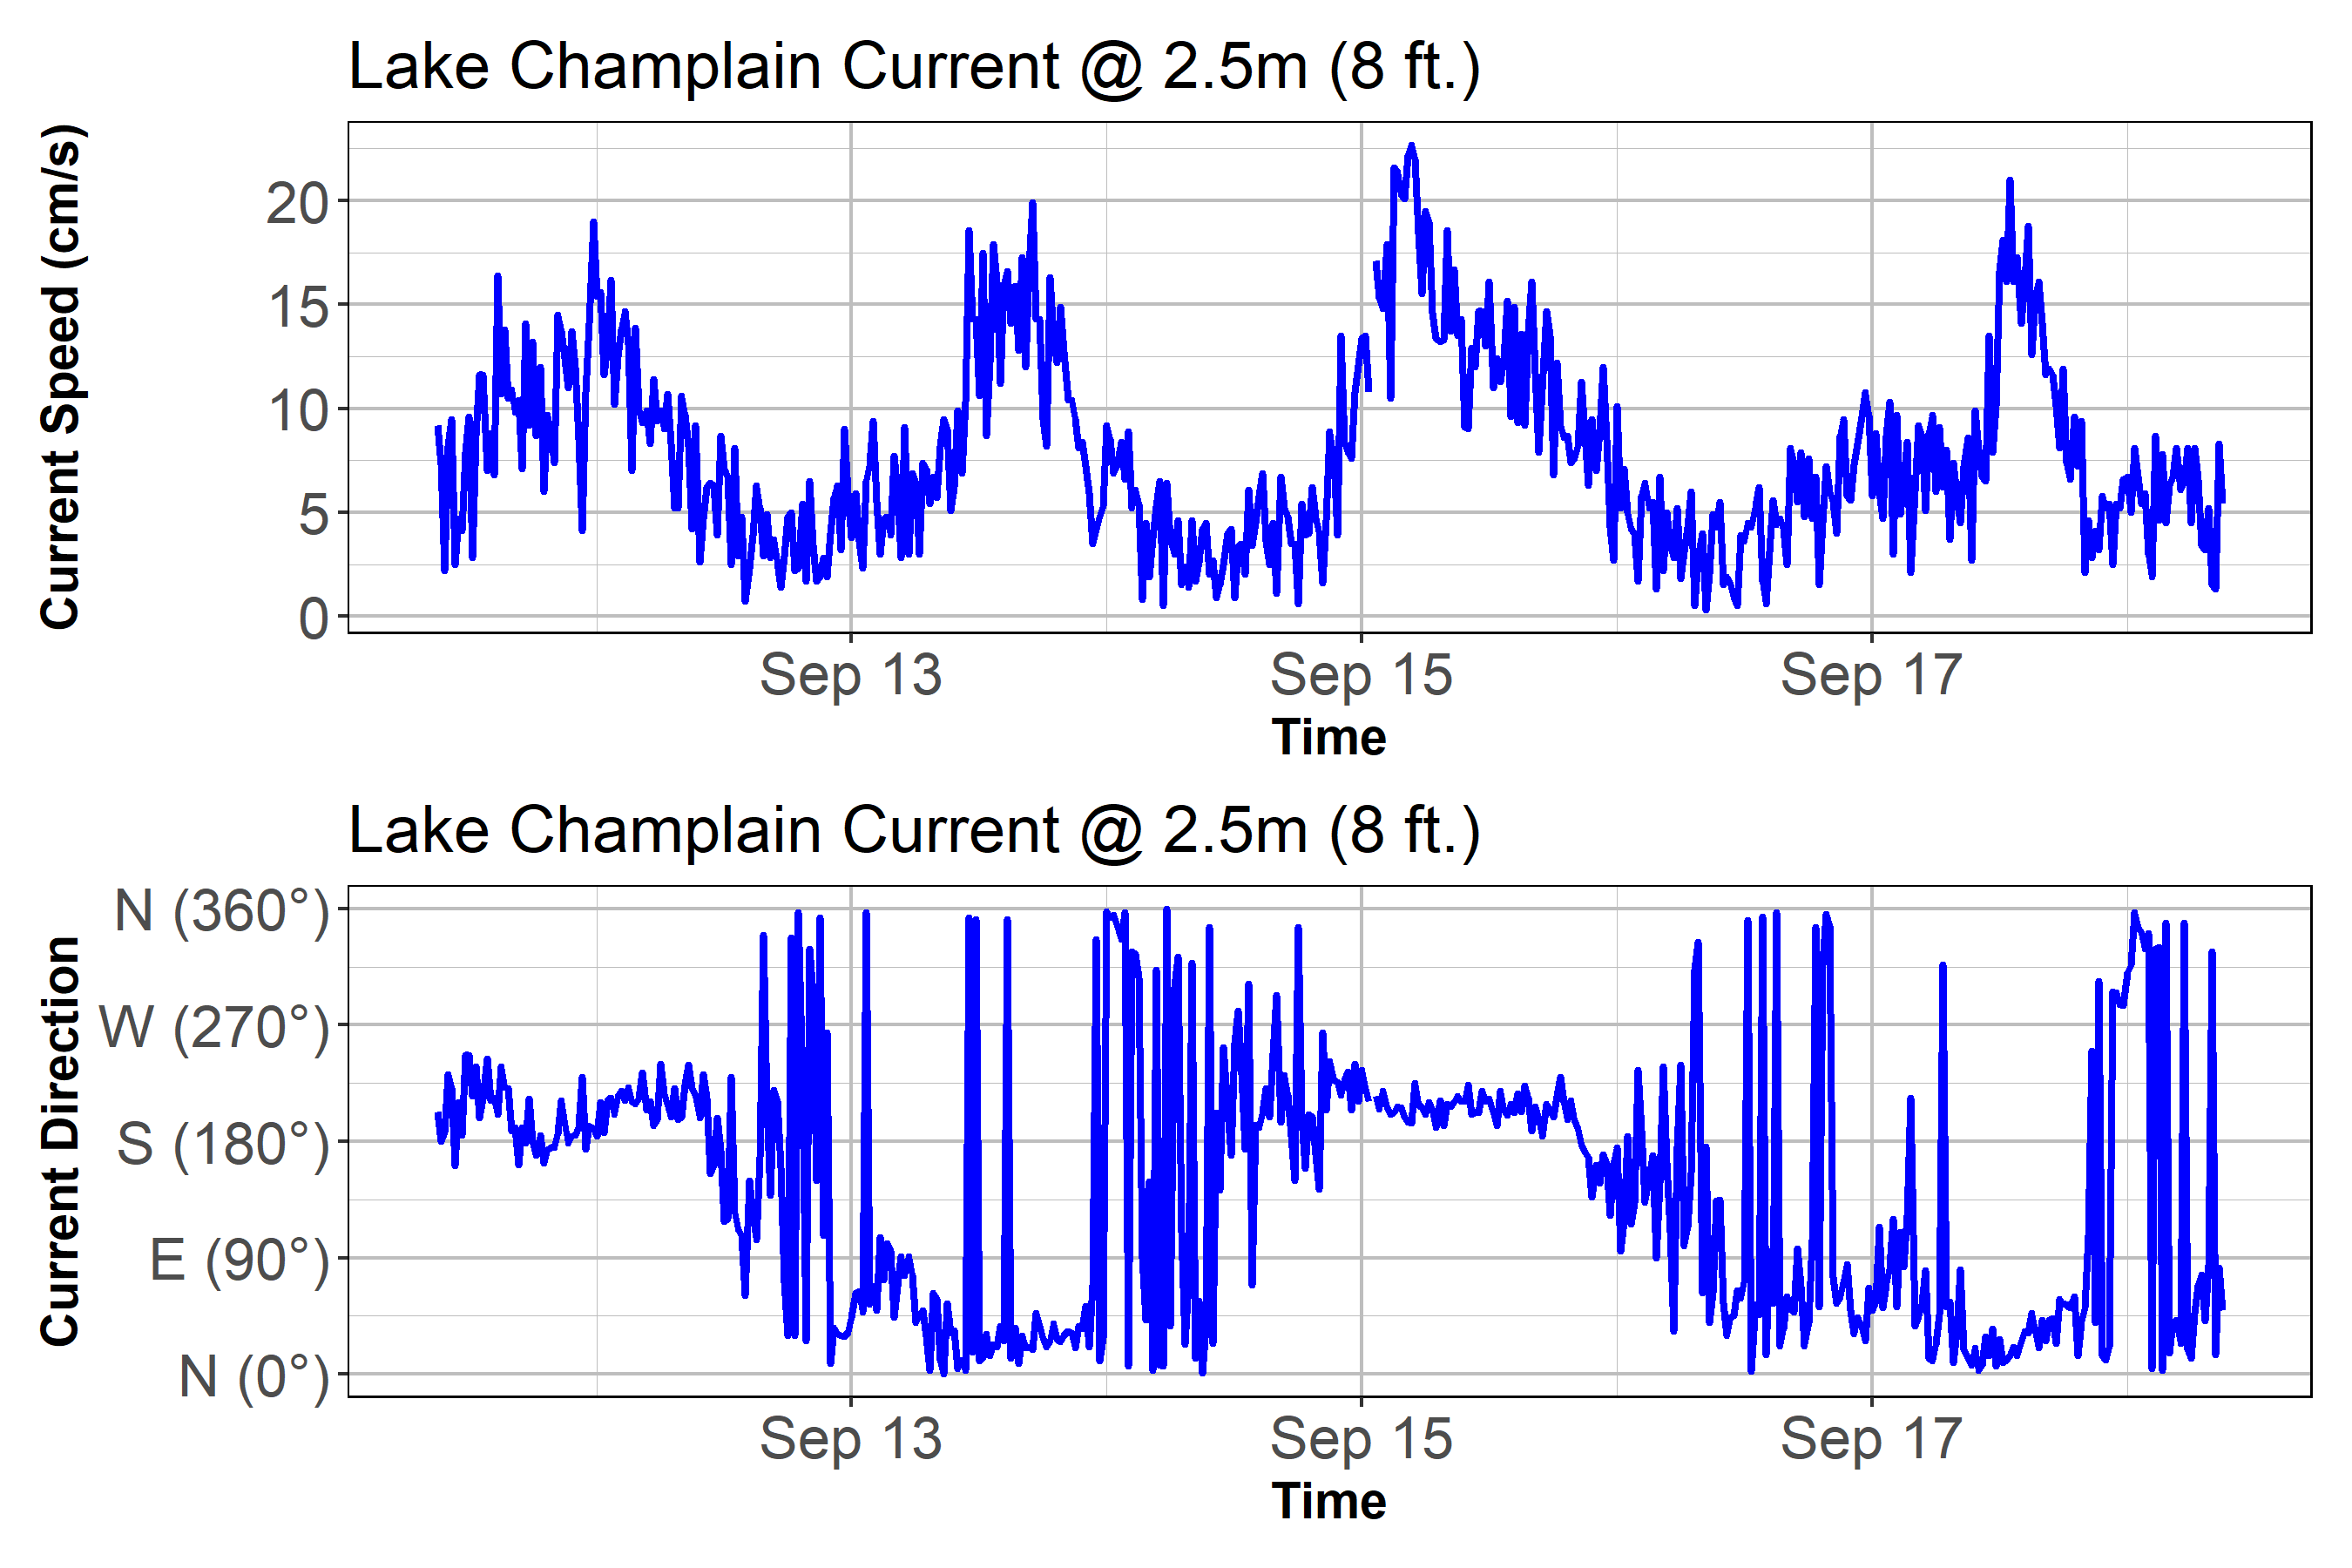 Lake Champlain Current @ 2.5m (8 ft.)
Current Speed (cm/s)
20
15
10
5
0
Sep 13 Sep 15 Sep 17
Time
Lake Champlain Current @ 2.5m (8 ft.)
Current Direction
N (360°)
W (270°)
S (180°)
E (90°)
N (0°)
Sep 13 Sep 15 Sep 17
Time